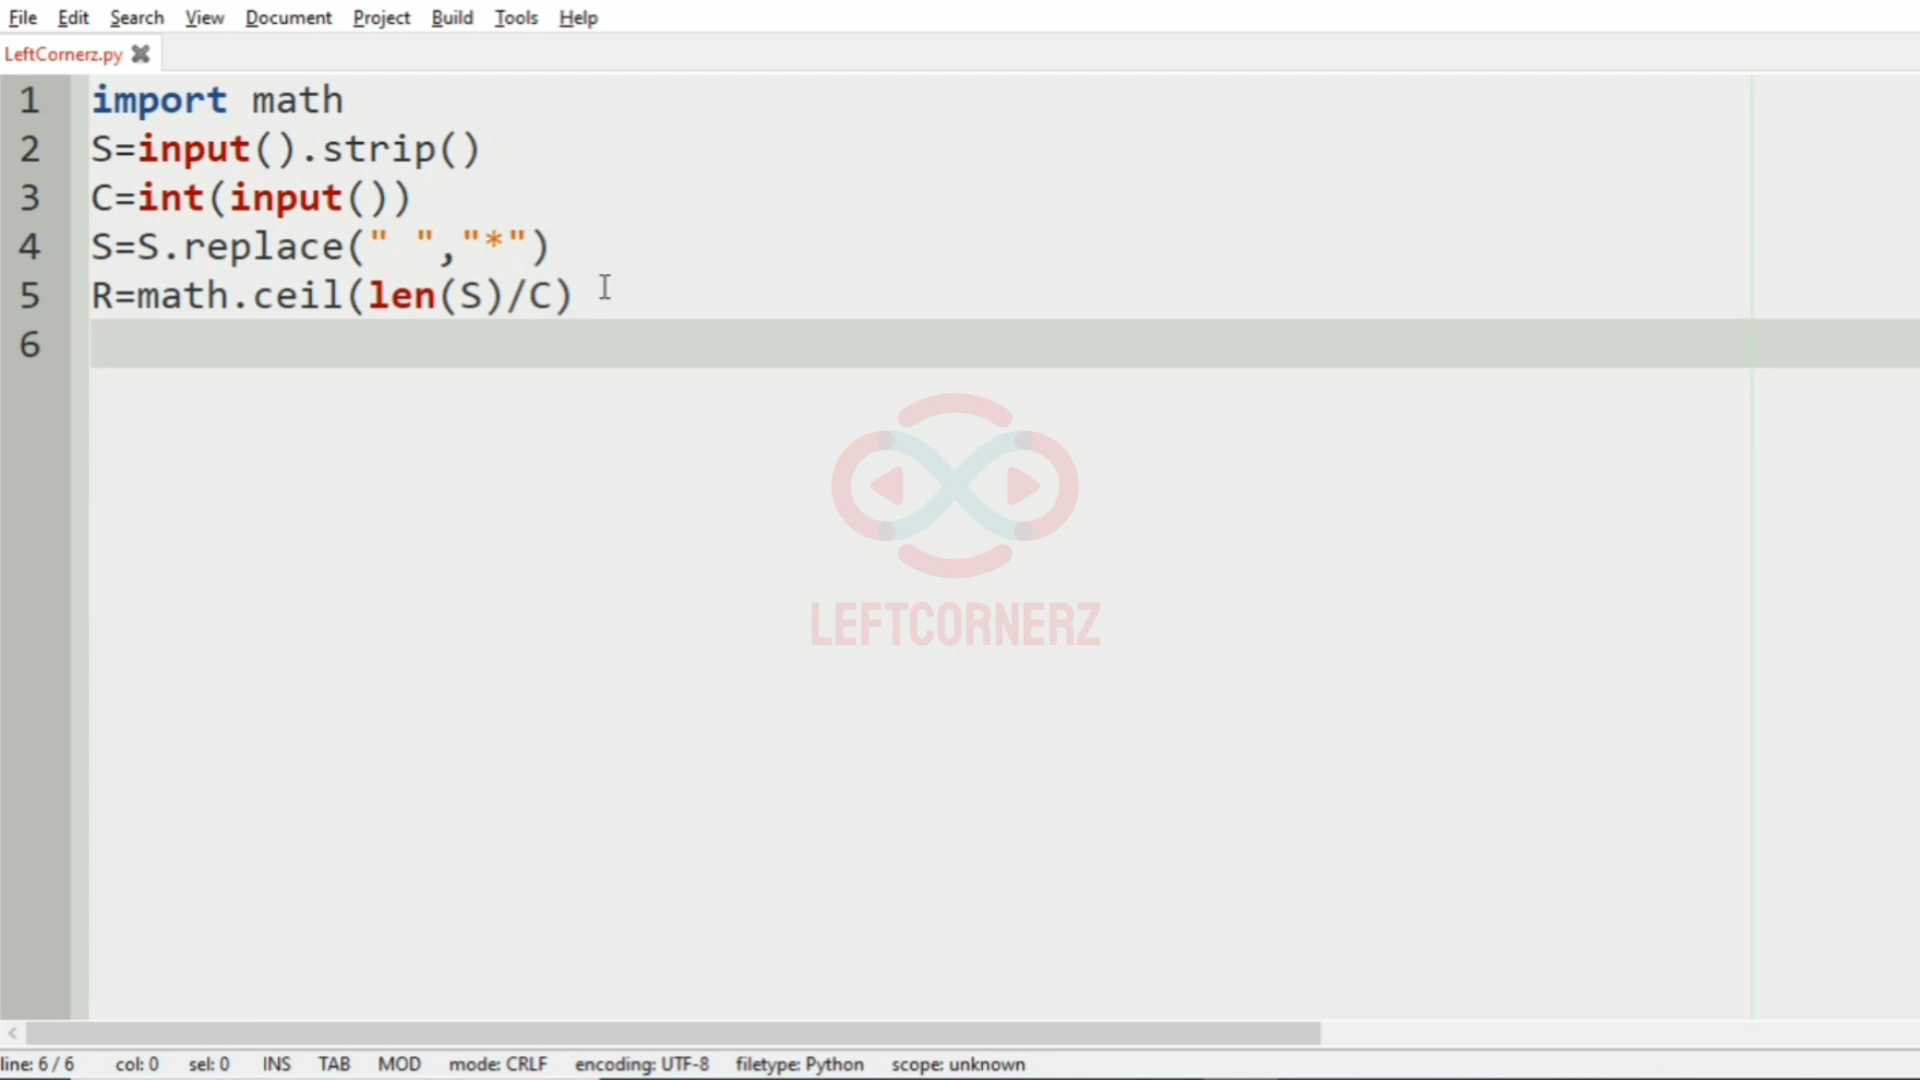 File Edit Search View Document Project Build Tools Help
LeftCornerz.py
1 import math
2 S=input().strip()
3 C=int(input())
4 S=S.replace(" ","*")
5 R=math.ceil(len(S)/C)
6
LEFTCORNERZ
line: 6 / 6 col: 0 sel: 0 INS TAB MOD mode: CRLF encoding: UTF-8 filetype: Python scope: unknown